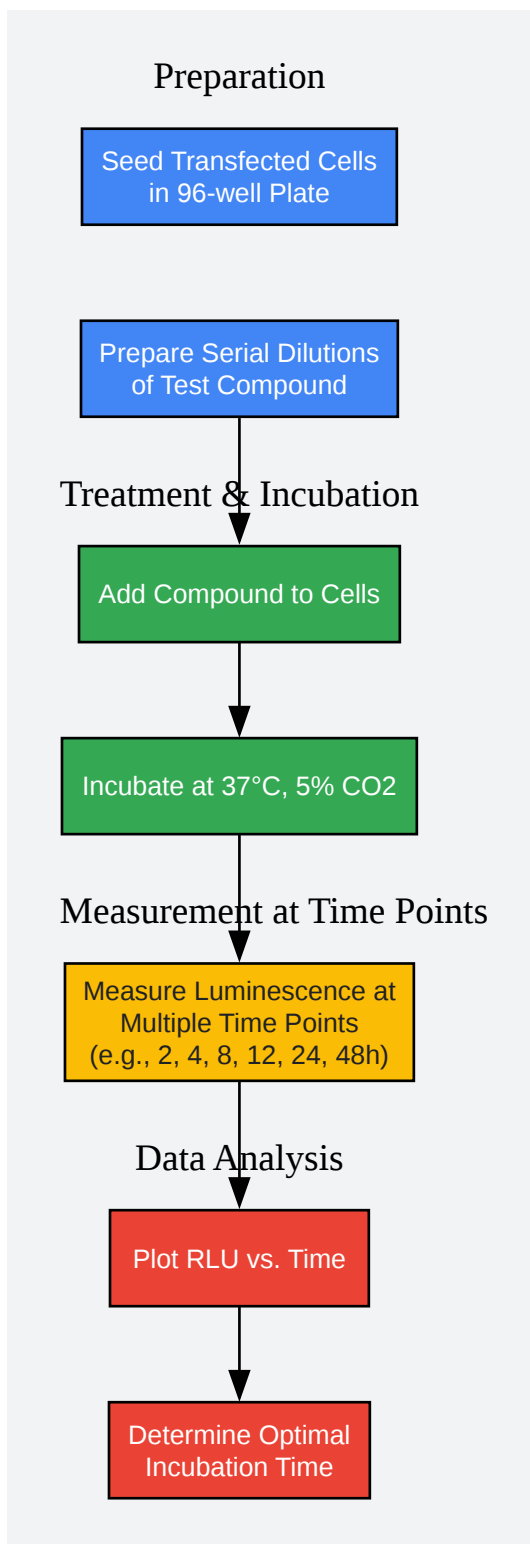 Preparation
Seed Transfected Cells
in 96-well Plate
Prepare Serial Dilutions
of Test Compound
Treatment & Incubation
Add Compound to Cells
Incubate at 37°C, 5% CO2
Measurement at Time Points
Measure Luminescence at
Multiple Time Points
(e.g., 2, 4, 8, 12, 24, 48h)
Data Analysis
Plot RLU vs. Time
Determine Optimal
Incubation Time